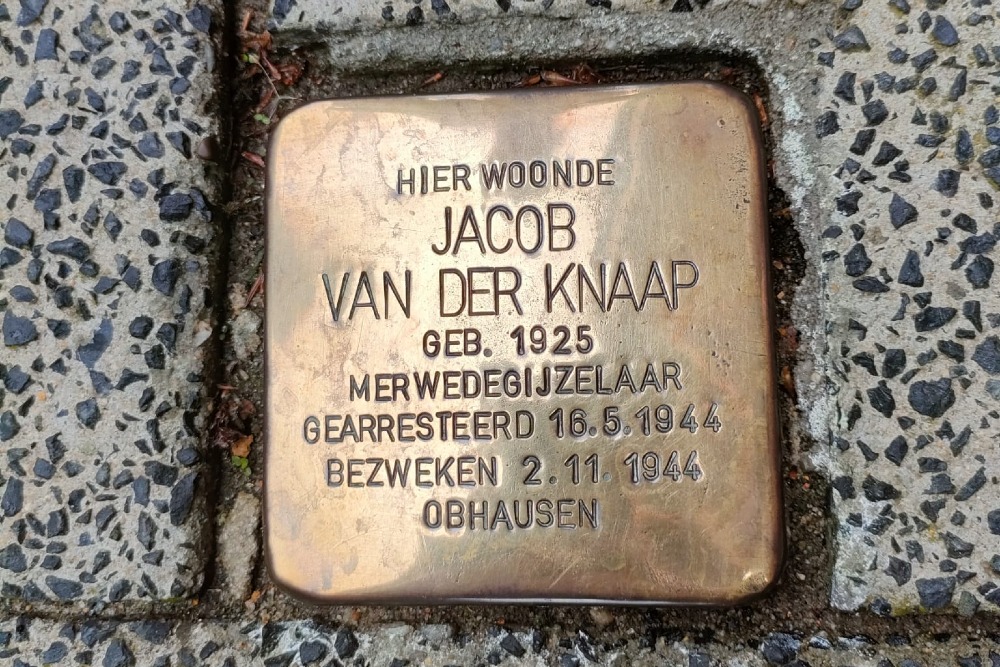 HIER WOONDE
JACOB
VAN DER KNAAP
GEB. 1925
MERWEDEGIJZELAAR
GEARRESTEERD 16.5.1944
BEZWEKEN 2.11.1944
OBHAUSEN